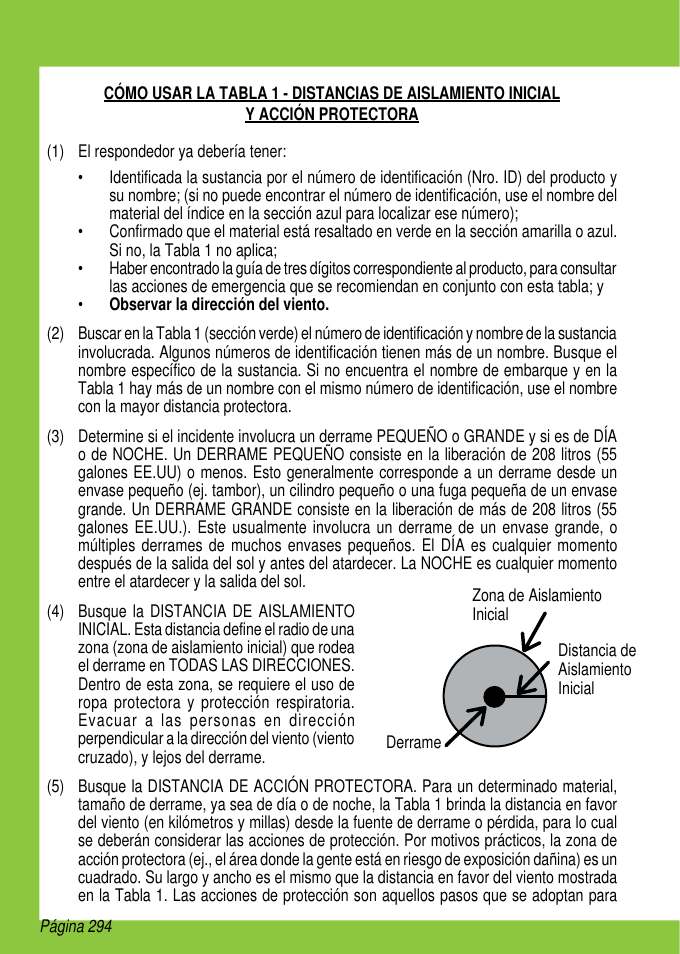 CÓMO USAR LA TABLA 1 - DISTANCIAS DE AISLAMIENTO INICIAL
Y ACCIÓN PROTECTORA
(1) El respondedor ya debería tener:
• Identificada la sustancia por el número de identificación (Nro. ID) del producto y
su nombre; (si no puede encontrar el número de identificación, use el nombre del
material del índice en la sección azul para localizar ese número);
• Confirmado que el material está resaltado en verde en la sección amarilla o azul.
Si no, la Tabla 1 no aplica;
• Haber encontrado la guía de tres dígitos correspondiente al producto, para consultar
las acciones de emergencia que se recomiendan en conjunto con esta tabla; y
• Observar la dirección del viento.
(2) Buscar en la Tabla 1 (sección verde) el número de identificación y nombre de la sustancia
involucrada. Algunos números de identificación tienen más de un nombre. Busque el
nombre específico de la sustancia. Si no encuentra el nombre de embarque y en la
Tabla 1 hay más de un nombre con el mismo número de identificación, use el nombre
con la mayor distancia protectora.
(3) Determine si el incidente involucra un derrame PEQUEÑO o GRANDE y si es de DÍA
o de NOCHE. Un DERRAME PEQUEÑO consiste en la liberación de 208 litros (55
galones EE.UU) o menos. Esto generalmente corresponde a un derrame desde un
envase pequeño (ej. tambor), un cilindro pequeño o una fuga pequeña de un envase
grande. Un DERRAME GRANDE consiste en la liberación de más de 208 litros (55
galones EE.UU.). Este usualmente involucra un derrame de un envase grande, o
múltiples derrames de muchos envases pequeños. El DÍA es cualquier momento
después de la salida del sol y antes del atardecer. La NOCHE es cualquier momento
entre el atardecer y la salida del sol.
(4) Busque la DISTANCIA DE AISLAMIENTO
INICIAL. Esta distancia define el radio de una
zona (zona de aislamiento inicial) que rodea
el derrame en TODAS LAS DIRECCIONES.
Dentro de esta zona, se requiere el uso de
ropa protectora y protección respiratoria.
Evacuar a las personas en dirección
perpendicular a la dirección del viento (viento
cruzado), y lejos del derrame.
Zona de Aislamiento
Inicial
Distancia de
Aislamiento
Inicial
Derrame
(5) Busque la DISTANCIA DE ACCIÓN PROTECTORA. Para un determinado material,
tamaño de derrame, ya sea de día o de noche, la Tabla 1 brinda la distancia en favor
del viento (en kilómetros y millas) desde la fuente de derrame o pérdida, para lo cual
se deberán considerar las acciones de protección. Por motivos prácticos, la zona de
acción protectora (ej., el área donde la gente está en riesgo de exposición dañina) es un
cuadrado. Su largo y ancho es el mismo que la distancia en favor del viento mostrada
en la Tabla 1. Las acciones de protección son aquellos pasos que se adoptan para
Página 294